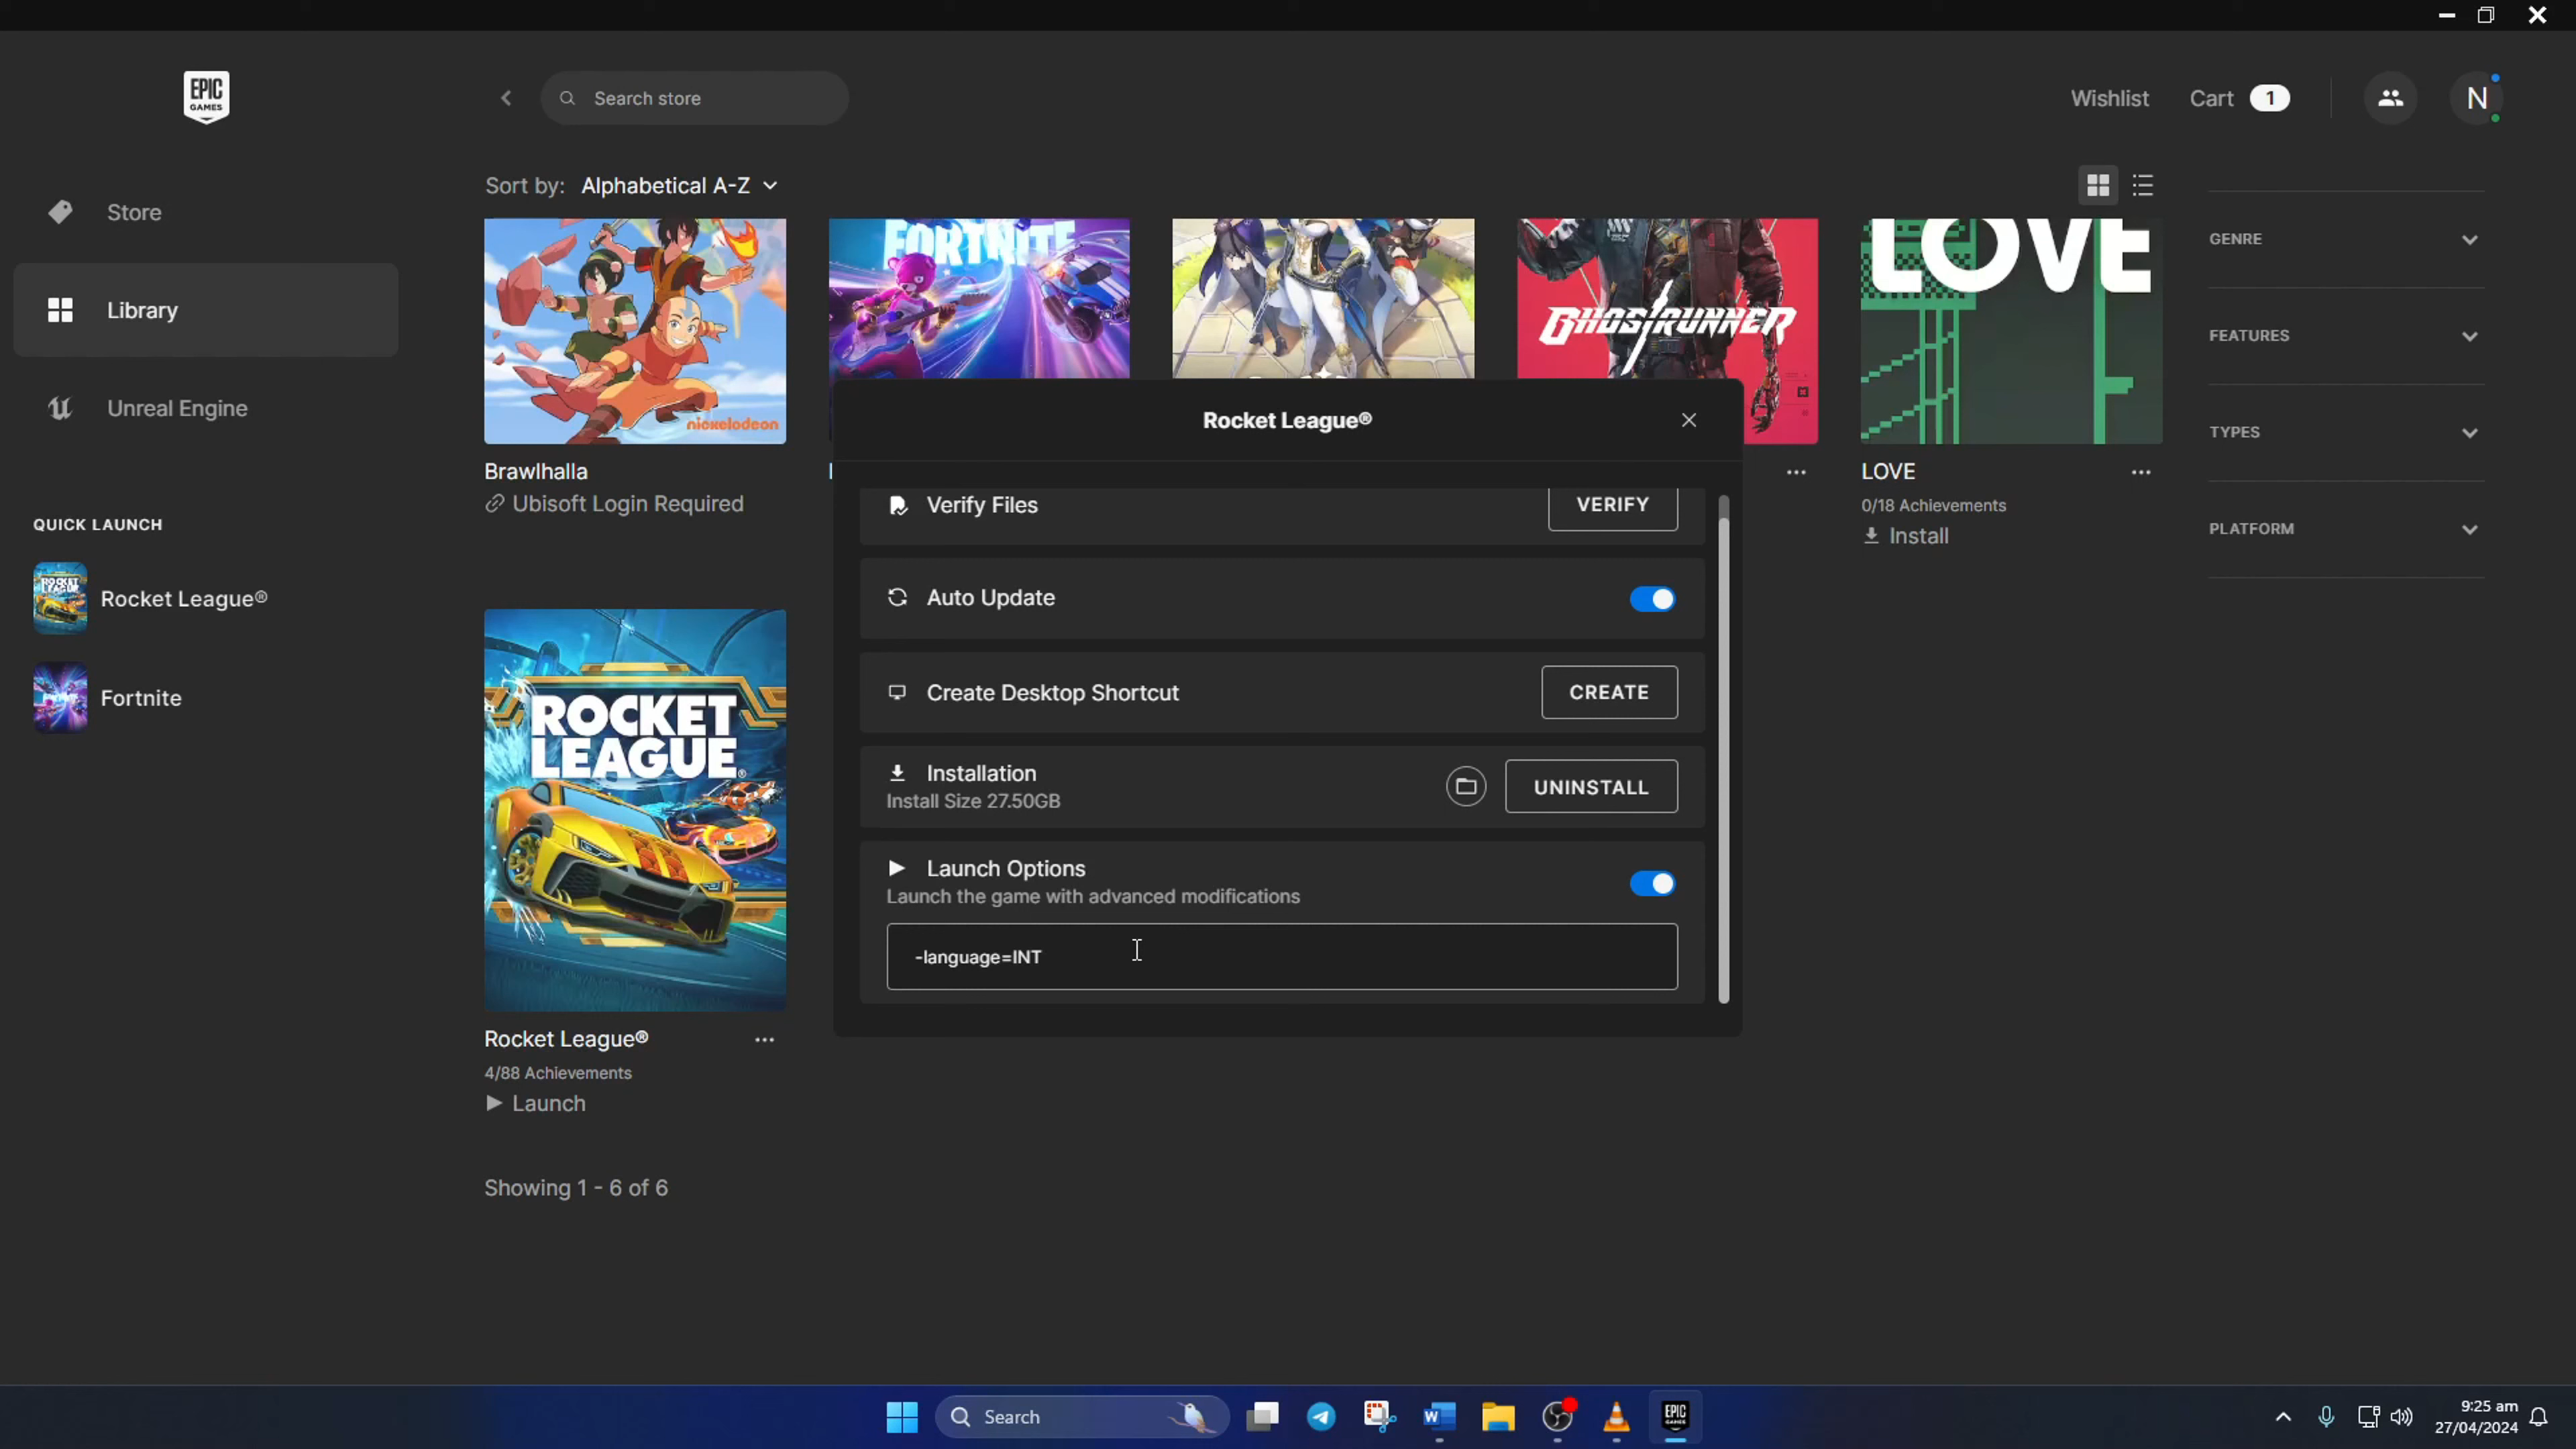 EPIC
GAMES
Search store
Wishlist
Cart 1
N
Sort by: Alphabetical A-Z
Store
Library
Unreal Engine
QUICK LAUNCH
Rocket League®
Fortnite
nickelodeon
Brawlhalla
Ubisoft Login Required
FORTNITE
GHOSTRUNNER
LOVE
LOVE
0/18 Achievements
Install
GENRE
FEATURES
TYPES
PLATFORM
Rocket League®
Verify Files
VERIFY
Auto Update
Create Desktop Shortcut
CREATE
Installation
Install Size 27.50GB
UNINSTALL
Launch Options
Launch the game with advanced modifications
-language=INT
ROCKET
LEAGUE®
Rocket League®
4/88 Achievements
Launch
Showing 1 - 6 of 6
Search
EPIC
GAMES
9:25 am
27/04/2024